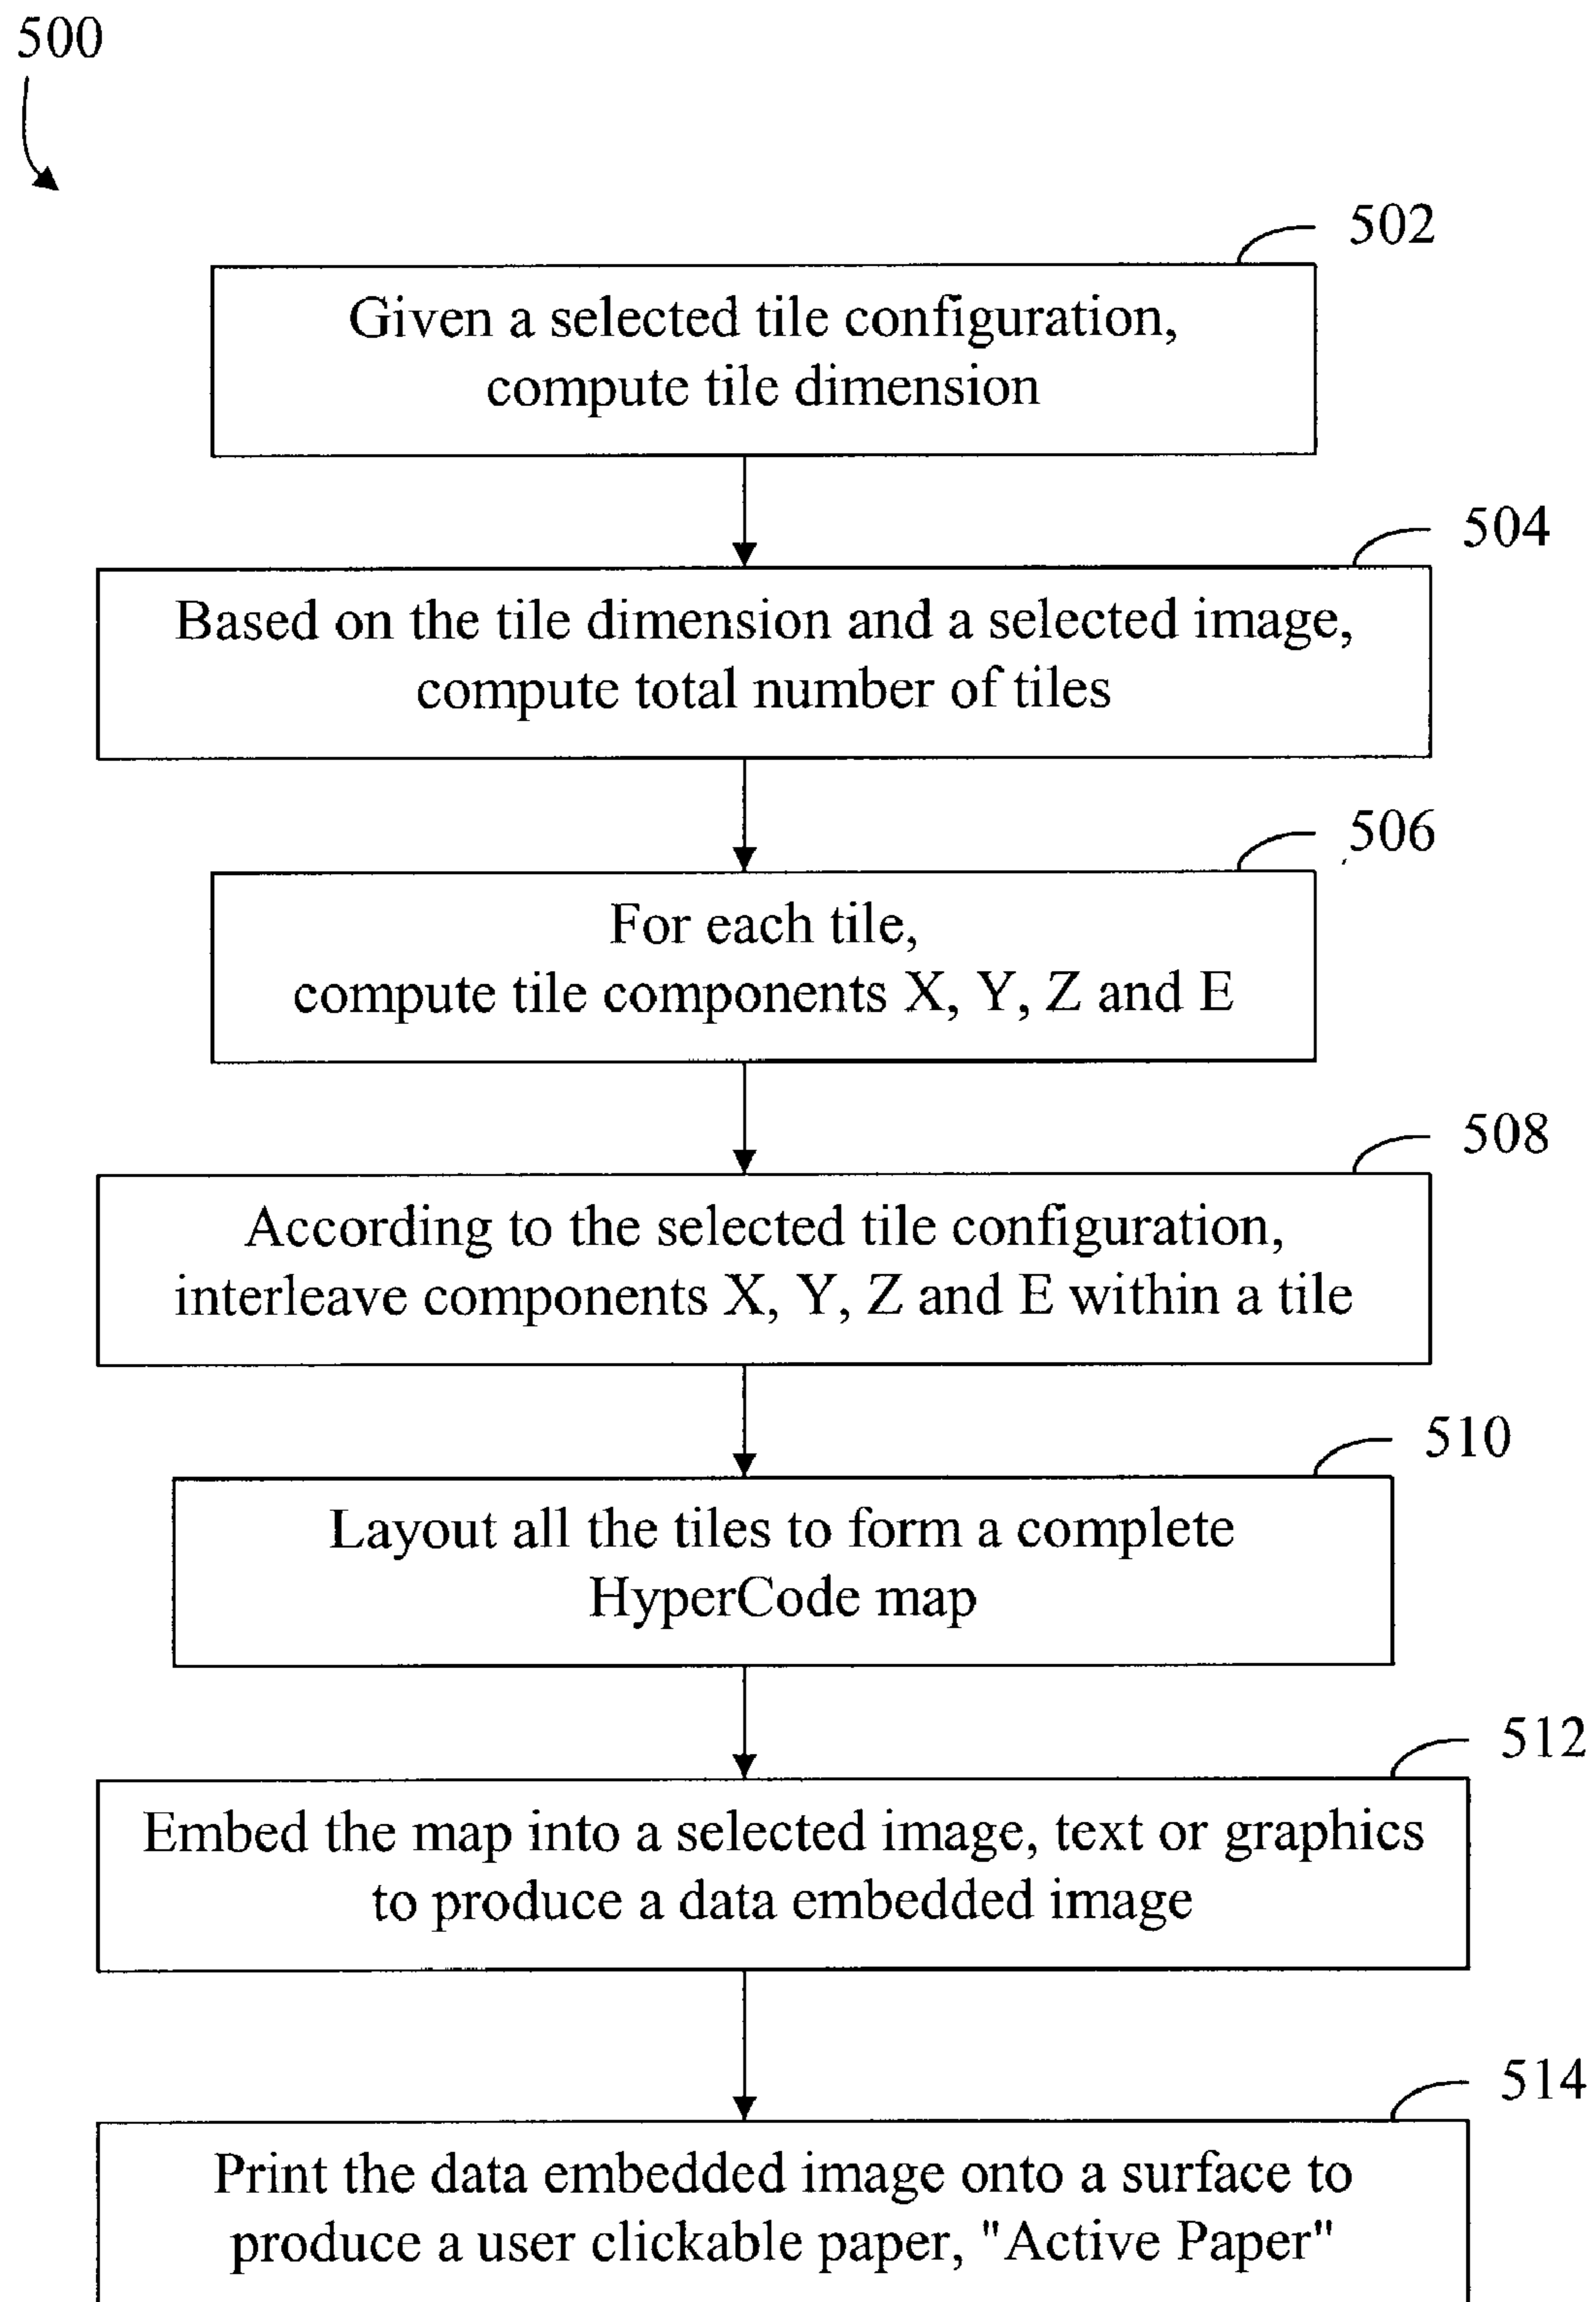 500
502
Given a selected tile configuration,
compute tile dimension
504
Based on the tile dimension and a selected image,
compute total number of tiles
506
For each tile,
compute tile components X, Y, Z and E
508
According to the selected tile configuration,
interleave components X, Y, Z and E within a tile
510
Layout all the tiles to form a complete
HyperCode map
512
Embed the map into a selected image, text or graphics
to produce a data embedded image
514
Print the data embedded image onto a surface to
produce a user clickable paper, "Active Paper"